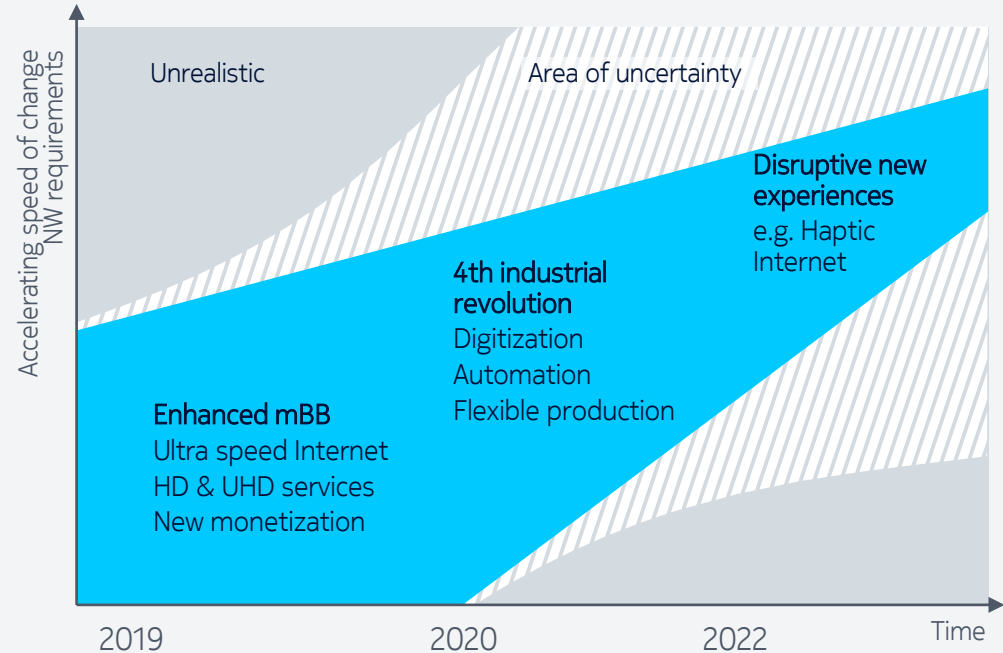 Accelerating speed of change
NW requirements
Unrealistic
Area of uncertainty
Disruptive new
experiences
e.g. Haptic
Internet
4th industrial
revolution
Digitization
Automation
Flexible production
Enhanced mBB
Ultra speed Internet
HD & UHD services
New monetization
2019
2020
2022
Time